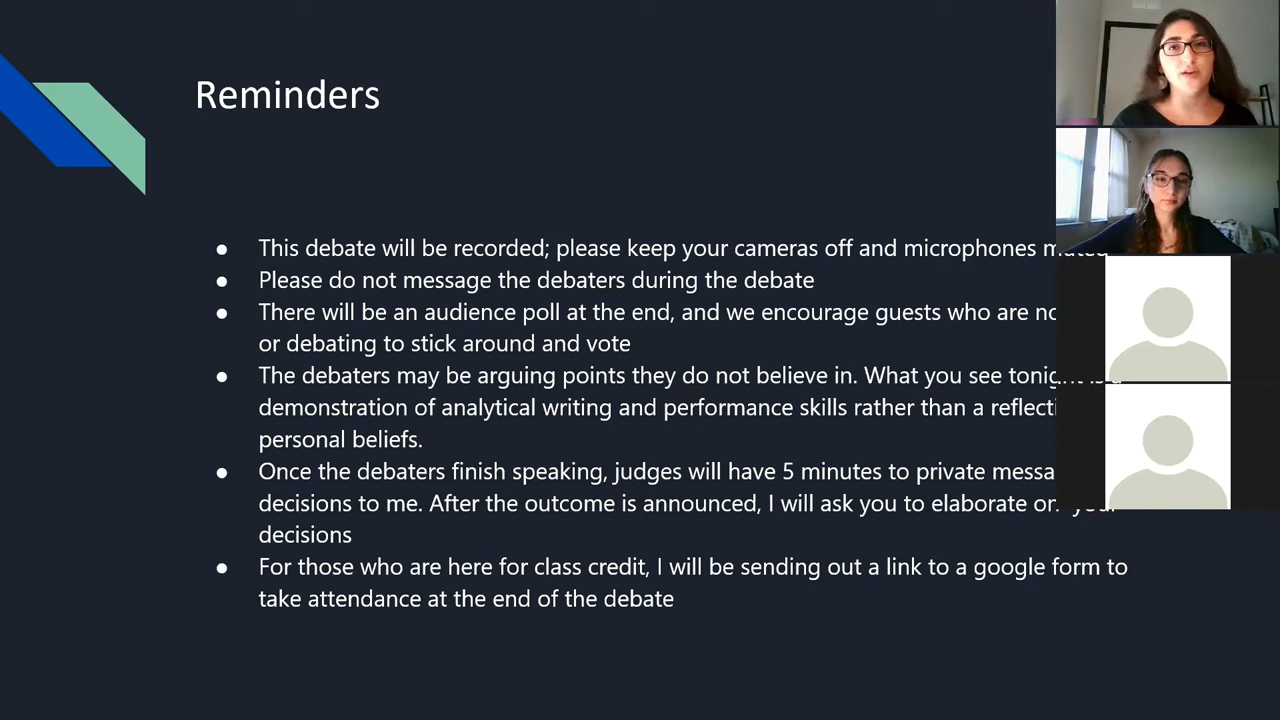 Reminders
● This debate will be recorded; please keep your cameras off and microphones muted
● Please do not message the debaters during the debate
● There will be an audience poll at the end, and we encourage guests who are
or debating to stick around and vote
● The debaters may be arguing points they do not believe in. What you see tonight is a
demonstration of analytical writing and performance skills rather than a
personal beliefs.
● Once the debaters finish speaking, judges will have 5 minutes to private
decisions to me. After the outcome is announced, I will ask you to elaborate on your
decisions
● For those who are here for class credit, I will be sending out a link to a google form to
take attendance at the end of the debate